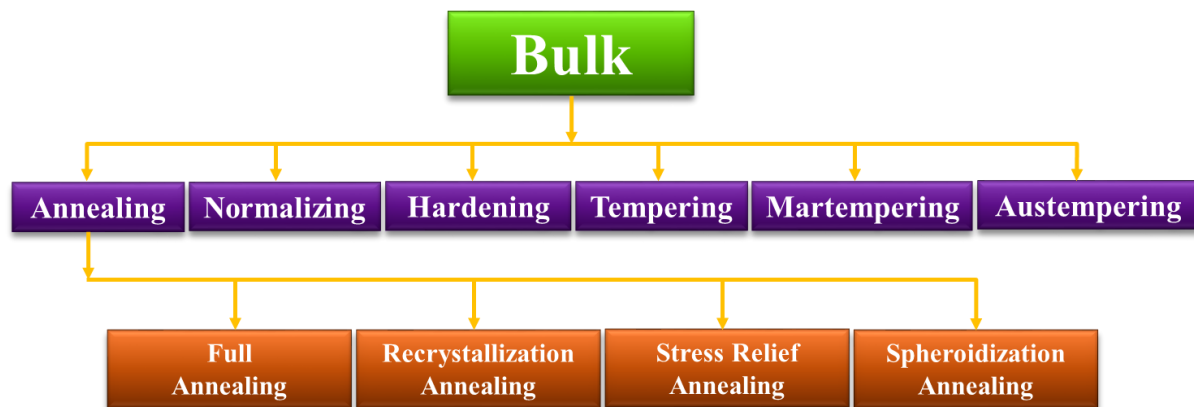 Bulk
Annealing
Normalizing
Hardening
Tempering
Martempering
Austempering
Full
Annealing
Recrystallization
Annealing
Stress Relief
Annealing
Spheroidization
Annealing